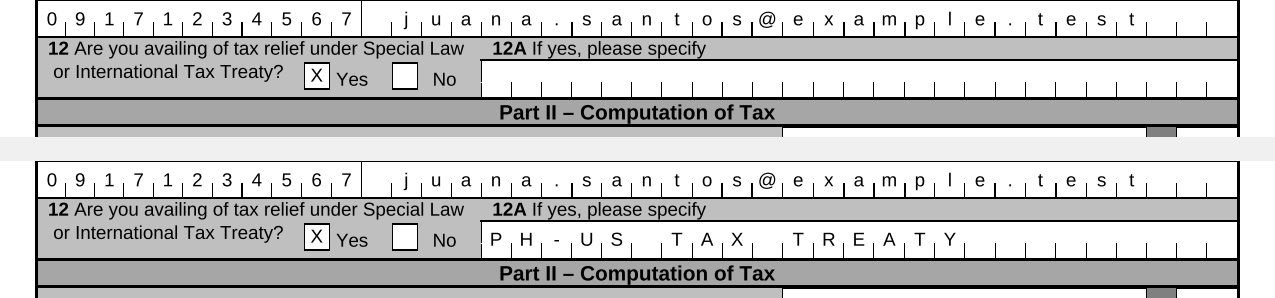 09171234567 juana.santos@example.test
12 Are you availing of tax relief under Special Law 12A If yes, please specify
or International Tax Treaty? X Yes No
Part II – Computation of Tax
09171234567 juana.santos@example.test
12 Are you availing of tax relief under Special Law 12A If yes, please specify
or International Tax Treaty? X Yes No PH-US TAX TREATY
Part II – Computation of Tax